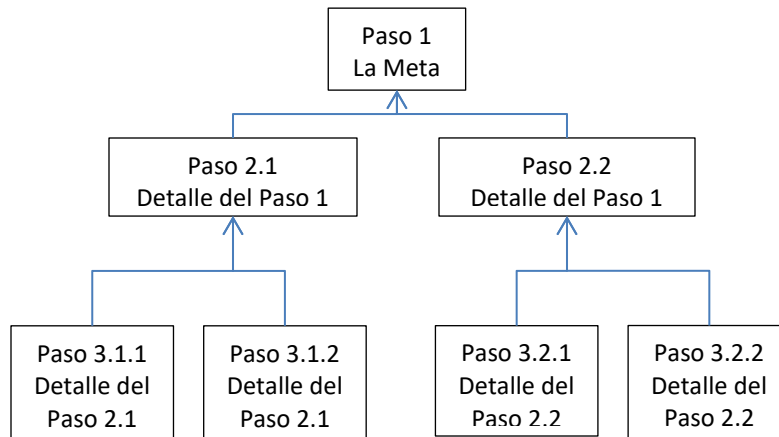 Paso 1
La Meta
Paso 2.1
Detalle del Paso 1
Paso 2.2
Detalle del Paso 1
Paso 3.1.1
Detalle del
Paso 2.1
Paso 3.1.2
Detalle del
Paso 2.1
Paso 3.2.1
Detalle del
Paso 2.2
Paso 3.2.2
Detalle del
Paso 2.2